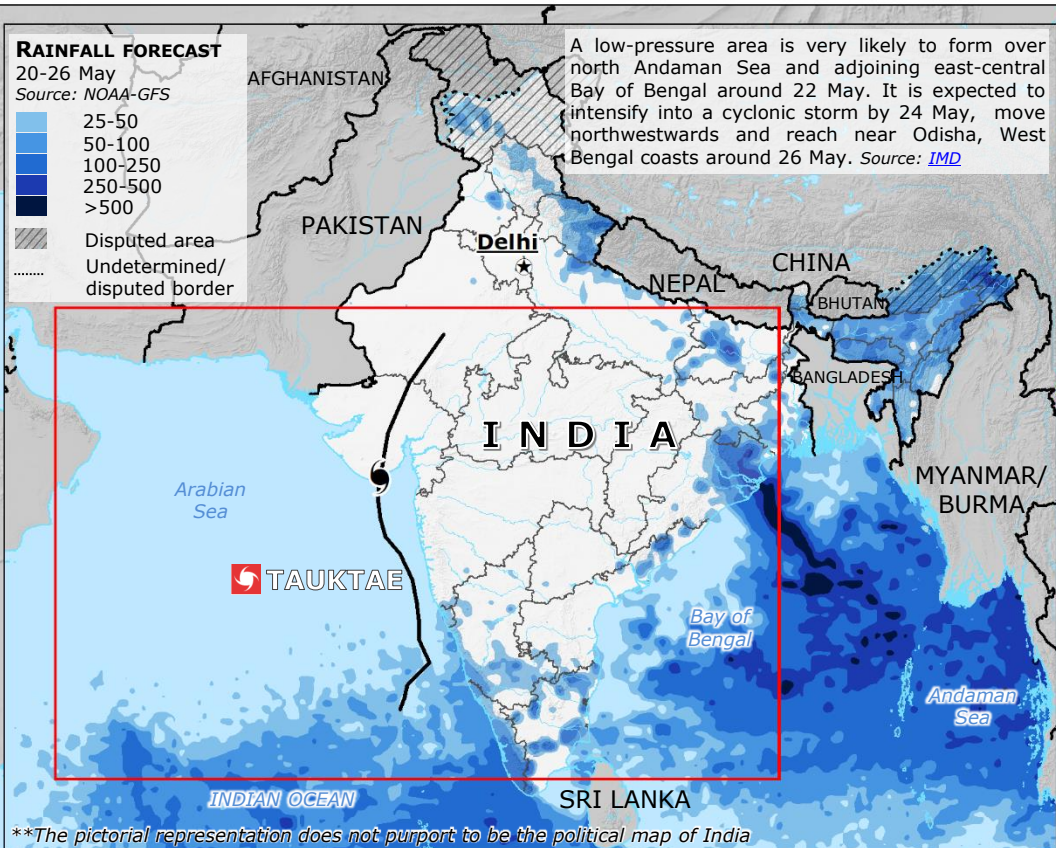 RAINFALL FORECAST
20-26 May
Source: NOAA-GFS
25-50
50-100
100-250
250-500
>500
Disputed area
Undetermined/
disputed border
A low-pressure area is very likely to form over
north Andaman Sea and adjoining east-central
Bay of Bengal around 22 May. It is expected to
intensify into a cyclonic storm by 24 May, move
northwestwards and reach near Odisha, West
Bengal coasts around 26 May. Source: IMD
AFGHANISTAN
PAKISTAN
Delhi
NEPAL
CHINA
BHUTAN
BANGLADESH
INDIA
MYANMAR/
BURMA
Arabian
Sea
TAUKTAE
Bay of
Bengal
Andaman
Sea
INDIAN OCEAN
SRI LANKA
**The pictorial representation does not purport to be the political map of India